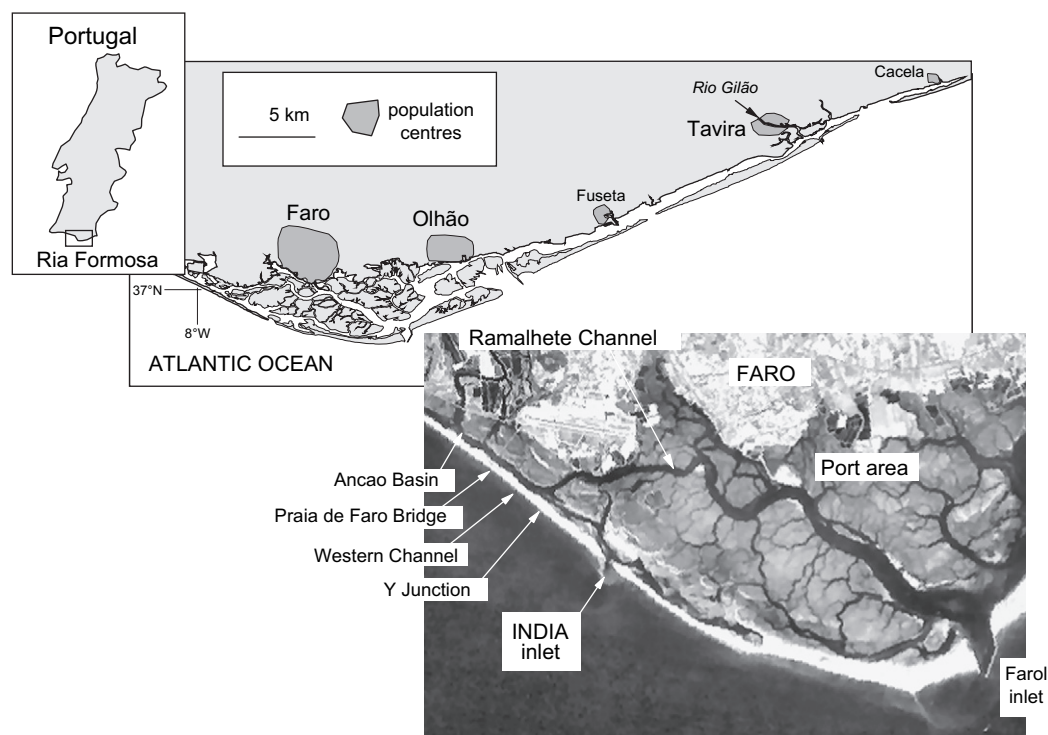 Portugal
Ria Formosa
5 km
population
centres
Cacela
Rio Gilão
Tavira
Fuseta
Faro
Olhão
37°N
8°W
ATLANTIC OCEAN
Ramalhete Channel
FARO
Port area
Ancao Basin
Praia de Faro Bridge
Western Channel
Y Junction
INDIA
inlet
Farol
inlet